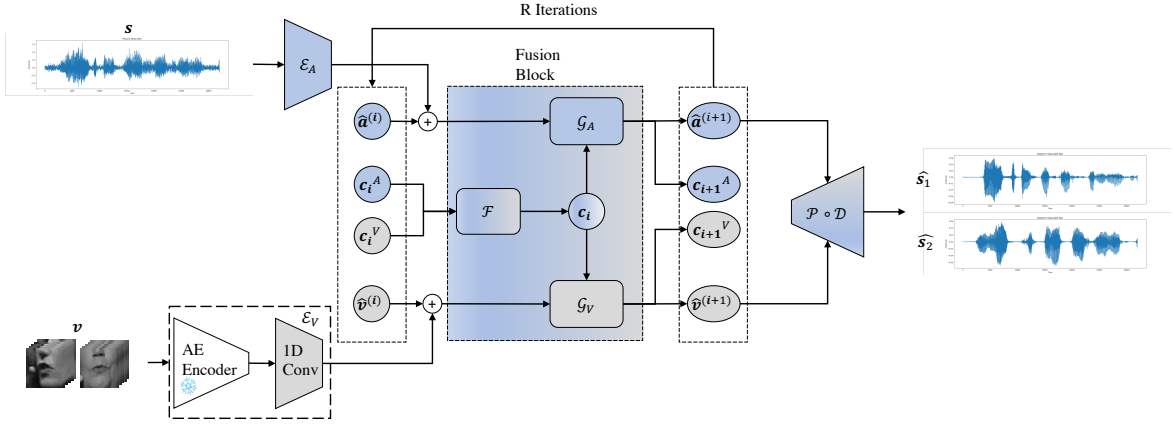 R Iterations
s
ℰ_A
Fusion
Block
â^(i)
+
𝒢_A
â^(i+1)
c_i^A
c_{i+1}^A
ŝ_1
ℱ
c_i
𝒫 ∘ 𝒟
c_i^V
c_{i+1}^V
ŝ_2
v̂^(i)
+
𝒢_V
v̂^(i+1)
v
ℰ_V
AE
Encoder
1D
Conv